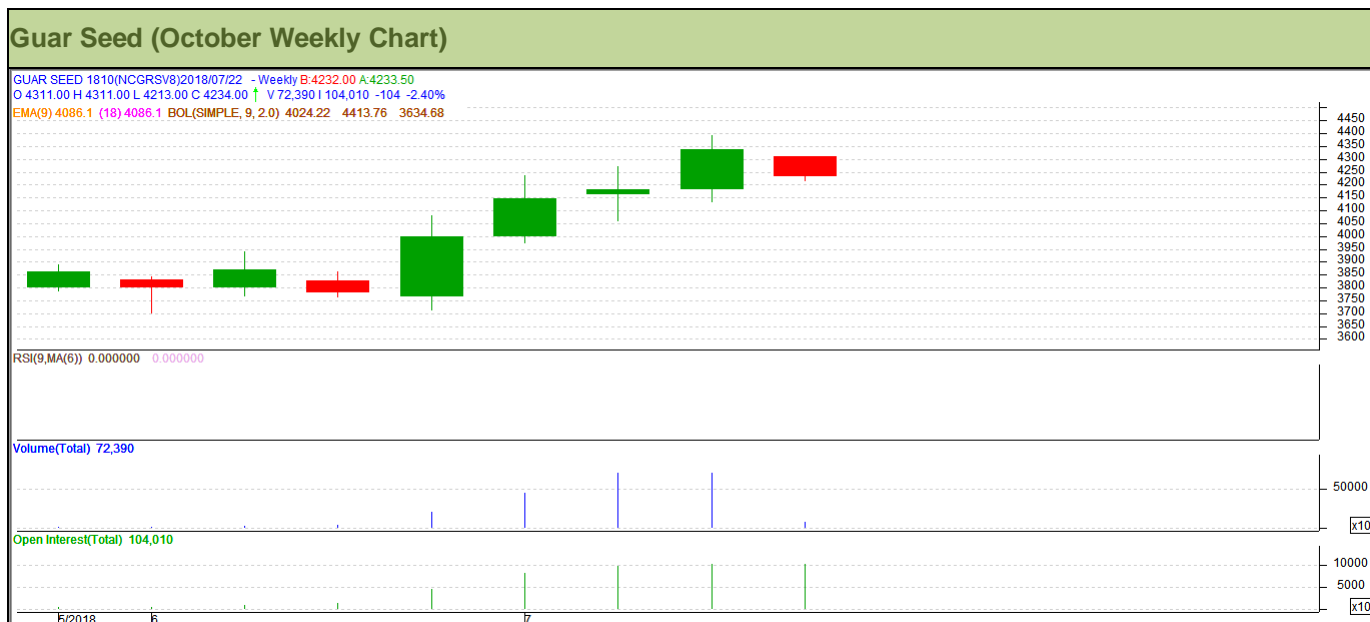 Guar Seed (October Weekly Chart)
GUAR SEED 1810(NCGRSV8)2018/07/22 - Weekly B:4232.00 A:4233.50
O 4311.00 H 4311.00 L 4213.00 C 4234.00 ↑ V 72,390 I 104,010 -104 -2.40%
EMA(9) 4086.1 (18) 4086.1 BOL(SIMPLE, 9, 2.0) 4024.22 4413.76 3634.68
4450
4400
4350
4300
4250
4200
4150
4100
4050
4000
3950
3900
3850
3800
3750
3700
3650
3600
RSI(9,MA(6)) 0.000000 0.000000
Volume(Total) 72,390
50000
x10
Open Interest(Total) 104,010
10000
5000
x10
5/2018 6 7